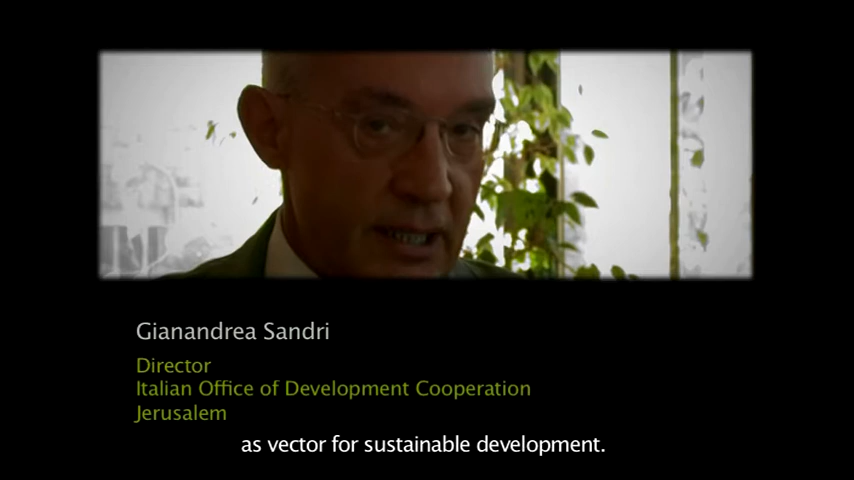 Gianandrea Sandri
Director
Italian Office of Development Cooperation
Jerusalem
as vector for sustainable development.